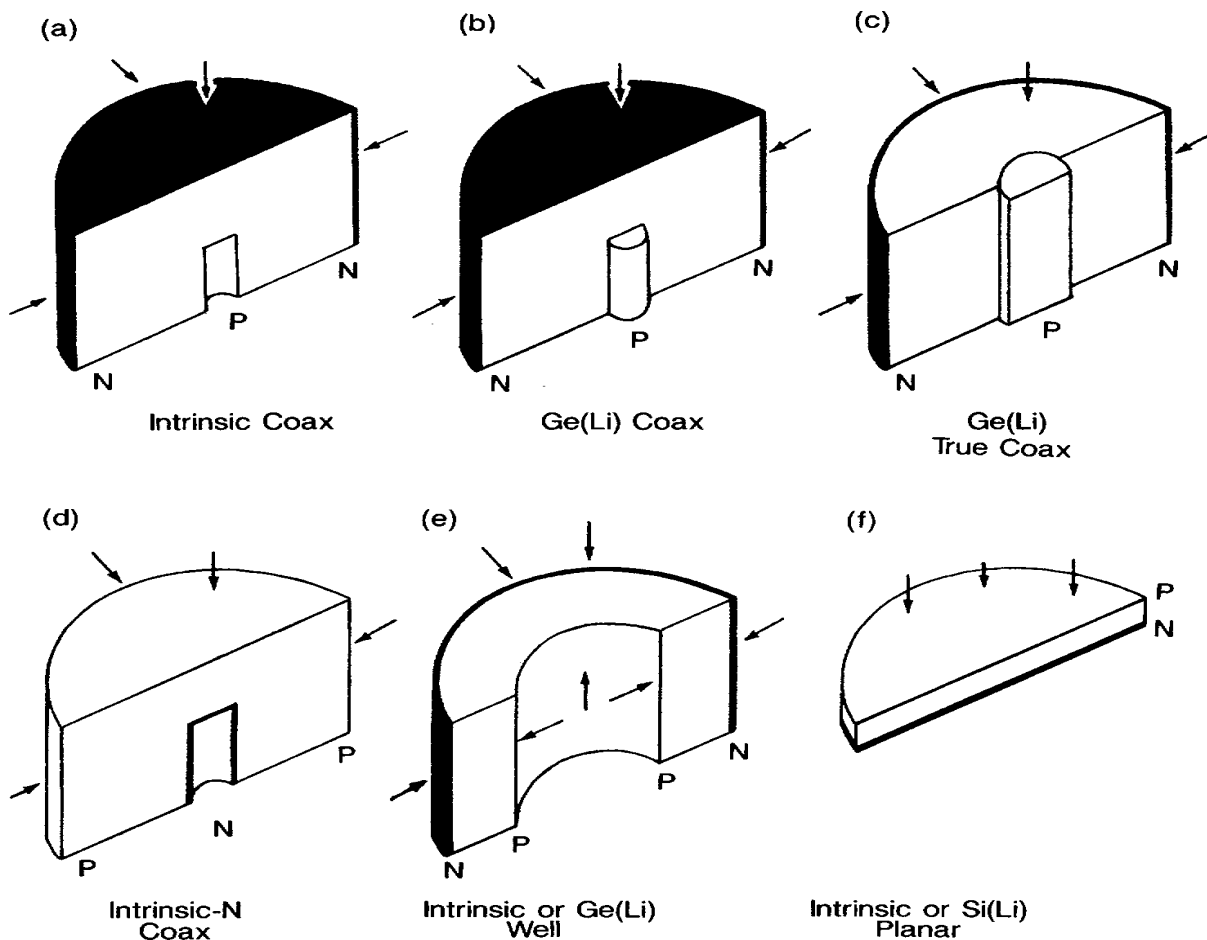 (a)
(b)
(c)
N
P
N
N
P
N
N
P
N
Intrinsic Coax
Ge(Li) Coax
Ge(Li)
True Coax
(d)
(e)
(f)
P
N
P
N
P
P
N
P
N
Intrinsic-N
Coax
Intrinsic or Ge(Li)
Well
Intrinsic or Si(Li)
Planar